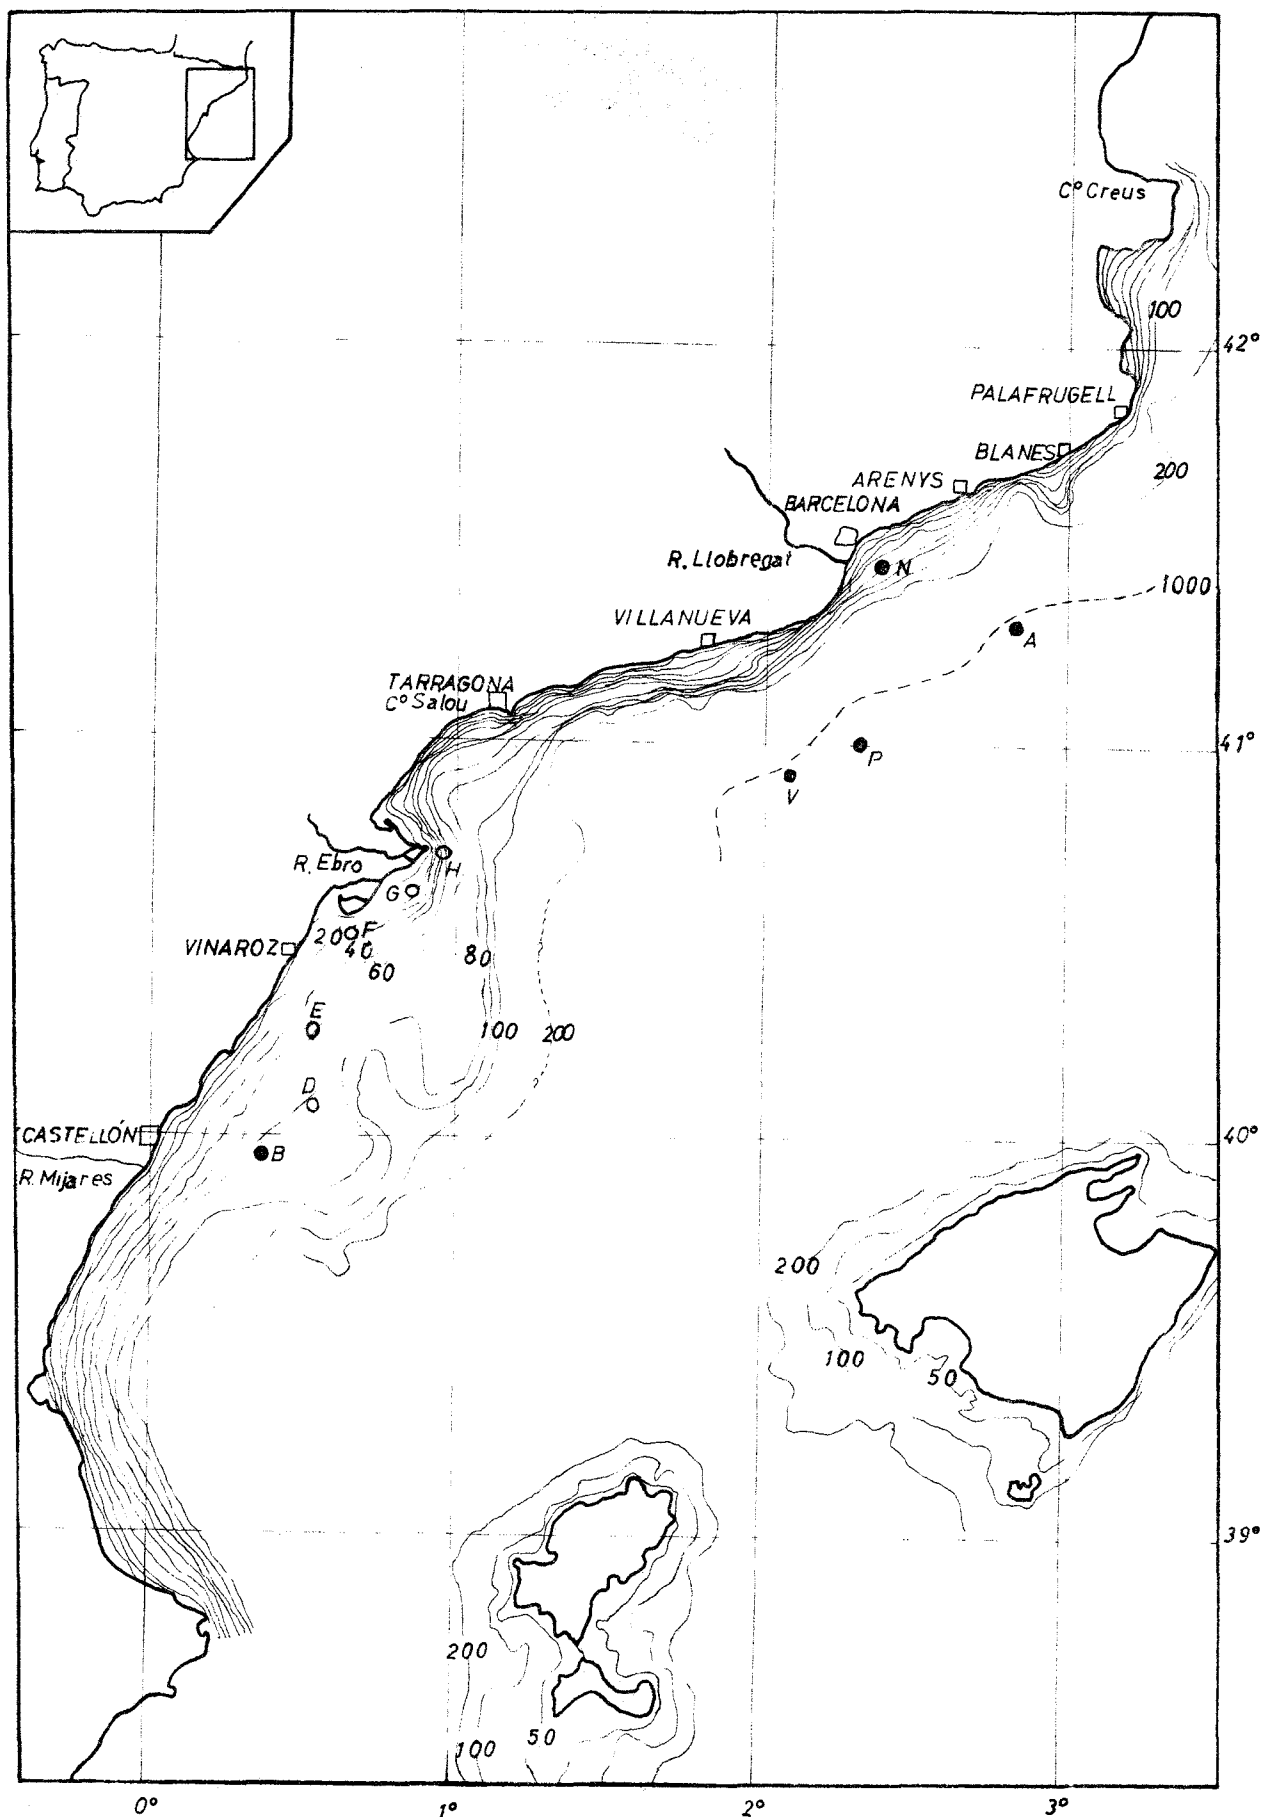 Cº Creus
100
42°
PALAFRUGELL
BLANES
200
ARENYS
BARCELONA
R. Llobregat
N
1000
VILLANUEVA
A
TARRAGONA
Cº Salou
41°
P
V
R. Ebro
H
G
20
F
40
VINAROZ
60
80
E
100
200
D
CASTELLÓN
40°
B
R. Mijares
200
100
50
39°
200
50
100
0°
1°
2°
3°